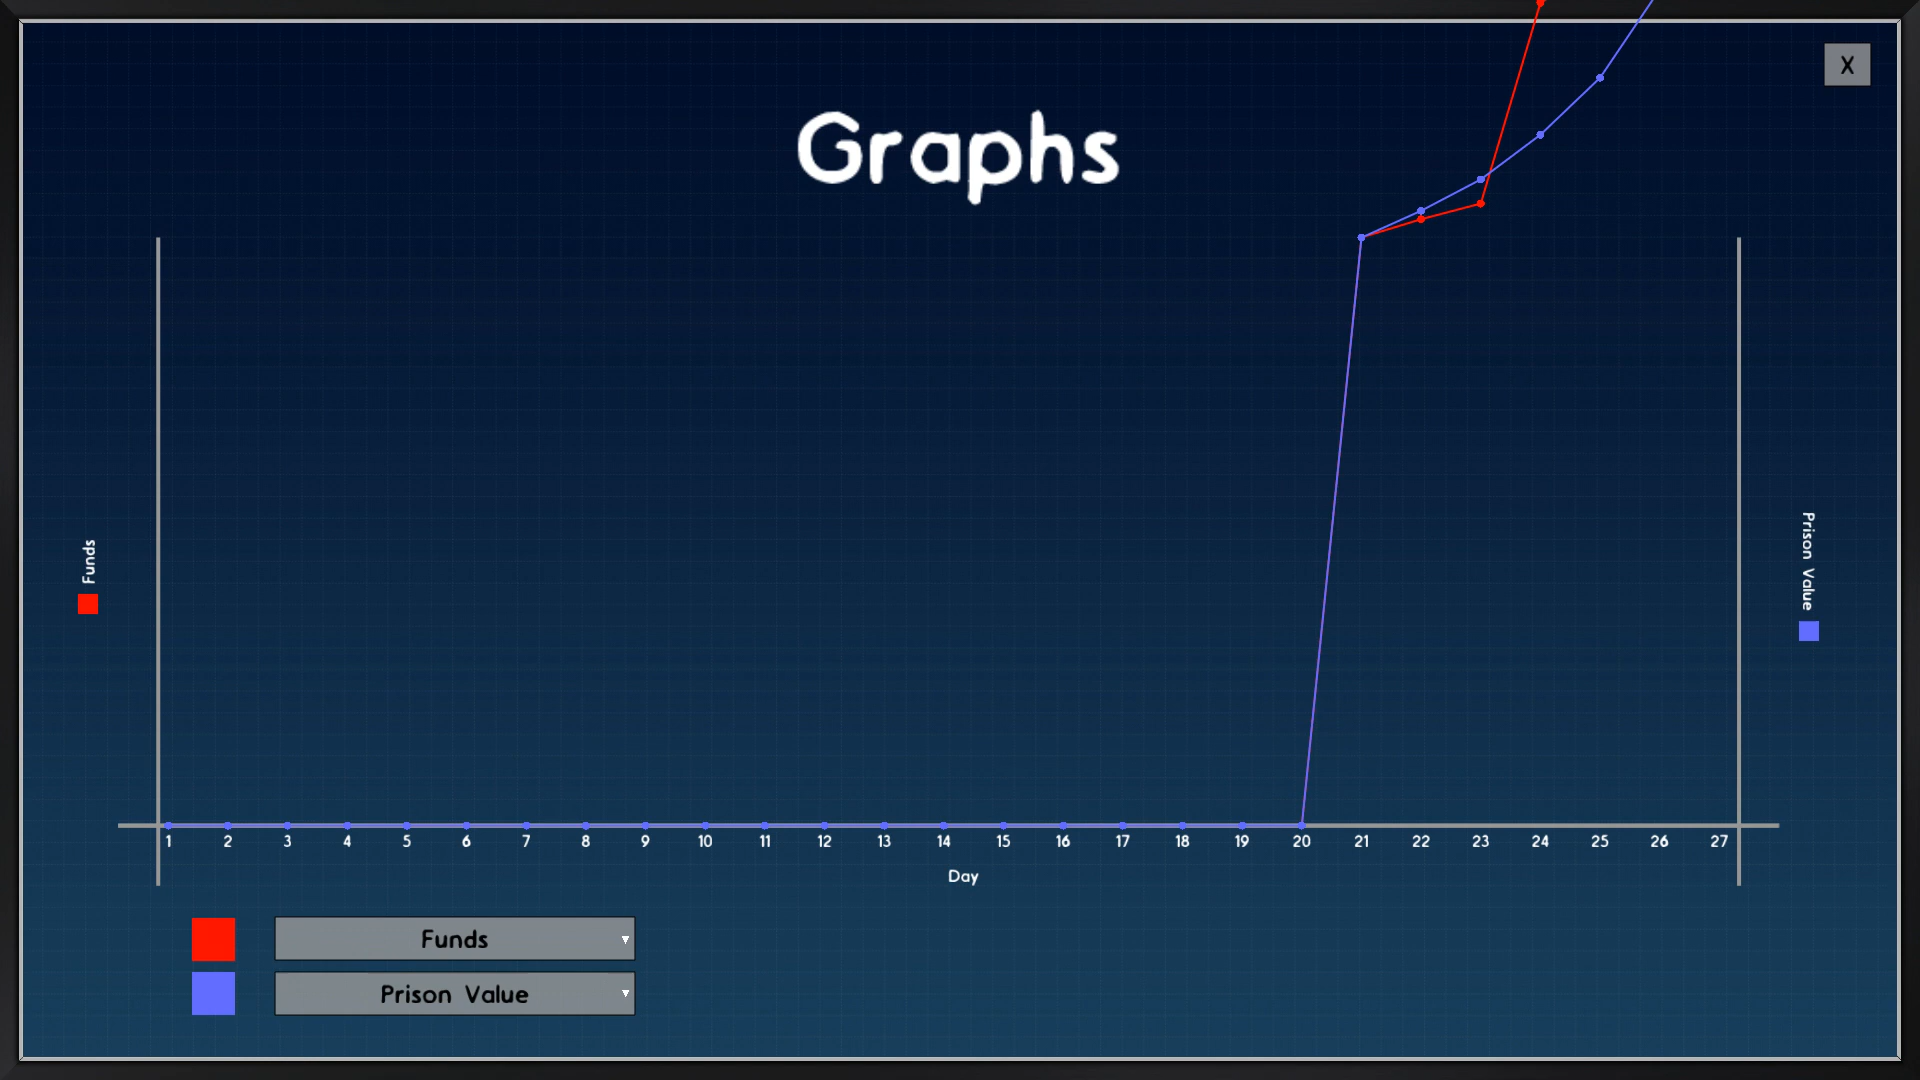 X
Graphs
Funds
Prison Value
1 2 3 4 5 6 7 8 9 10 11 12 13 14 15 16 17 18 19 20 21 22 23 24 25 26 27
Day
Funds
Prison Value